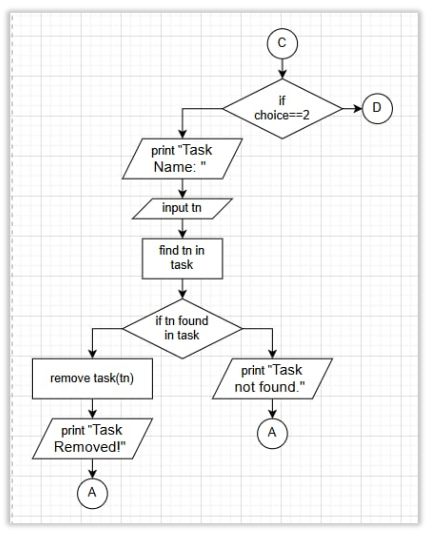 C
if
choice==2
D
print "Task
Name: "
input tn
find tn in
task
if tn found
in task
remove task(tn)
print "Task
not found."
print "Task
Removed!"
A
A